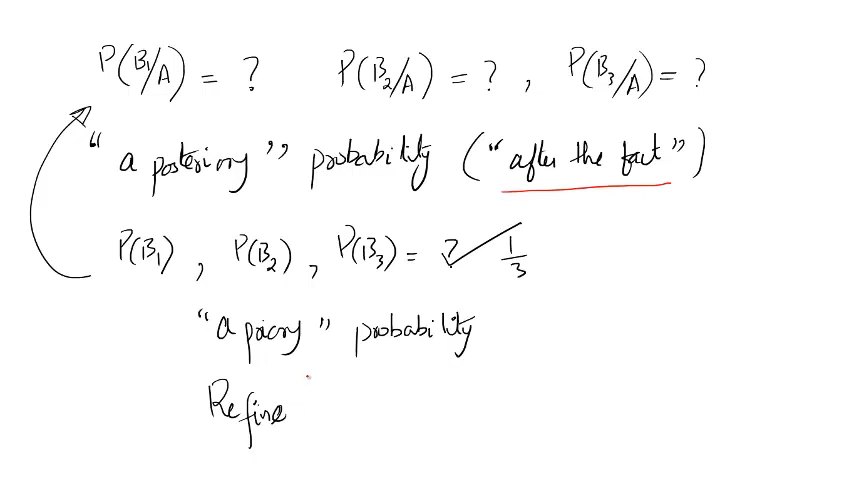 P(B₁/A) = ? P(B₂/A) = ? , P(B₃/A) = ?
"a posteriory" probability ("after the fact")
P(B₁) , P(B₂) , P(B₃) = ? ✓ 1/3
"a priory" probability
Refine